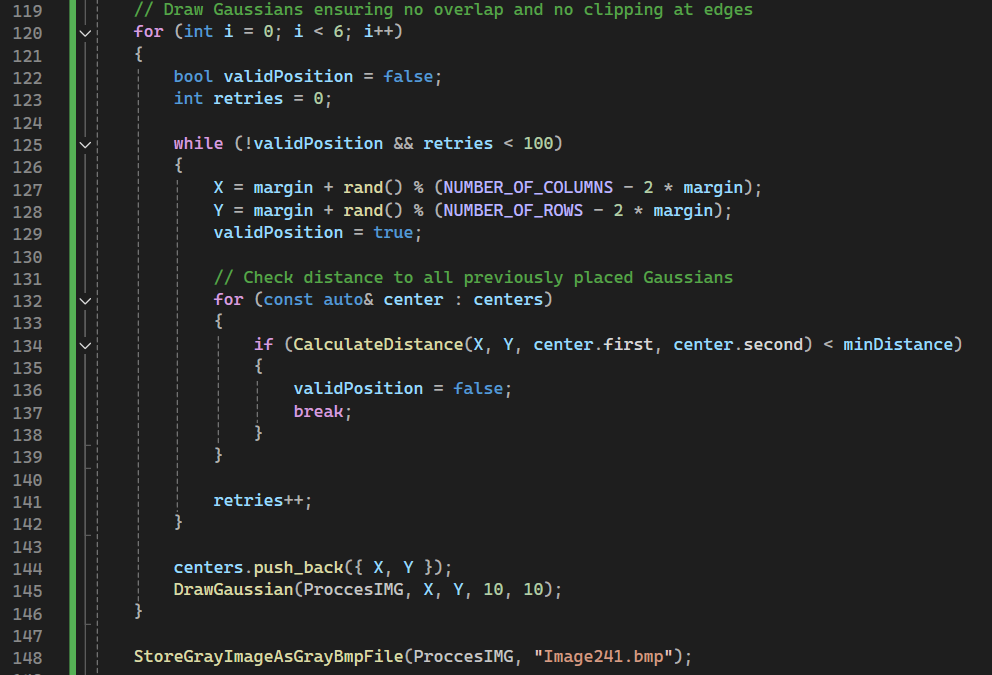 119 // Draw Gaussians ensuring no overlap and no clipping at edges
120 for (int i = 0; i < 6; i++)
121 {
122 bool validPosition = false;
123 int retries = 0;
124
125 while (!validPosition && retries < 100)
126 {
127 X = margin + rand() % (NUMBER_OF_COLUMNS - 2 * margin);
128 Y = margin + rand() % (NUMBER_OF_ROWS - 2 * margin);
129 validPosition = true;
130
131 // Check distance to all previously placed Gaussians
132 for (const auto& center : centers)
133 {
134 if (CalculateDistance(X, Y, center.first, center.second) < minDistance)
135 {
136 validPosition = false;
137 break;
138 }
139 }
140
141 retries++;
142 }
143
144 centers.push_back({ X, Y });
145 DrawGaussian(ProccesIMG, X, Y, 10, 10);
146 }
147
148 StoreGrayImageAsGrayBmpFile(ProccesIMG, "Image241.bmp");